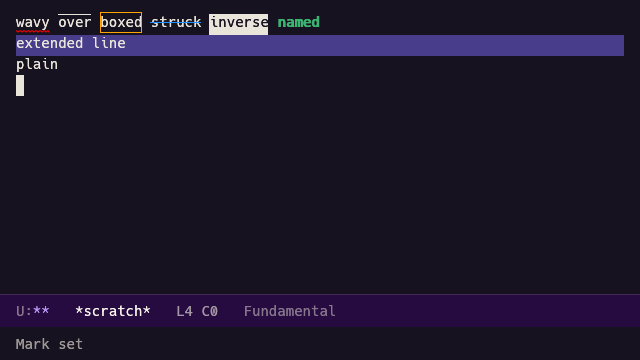 wavy over boxed struck inverse named
extended line
plain
U:** *scratch* L4 C0 Fundamental
Mark set